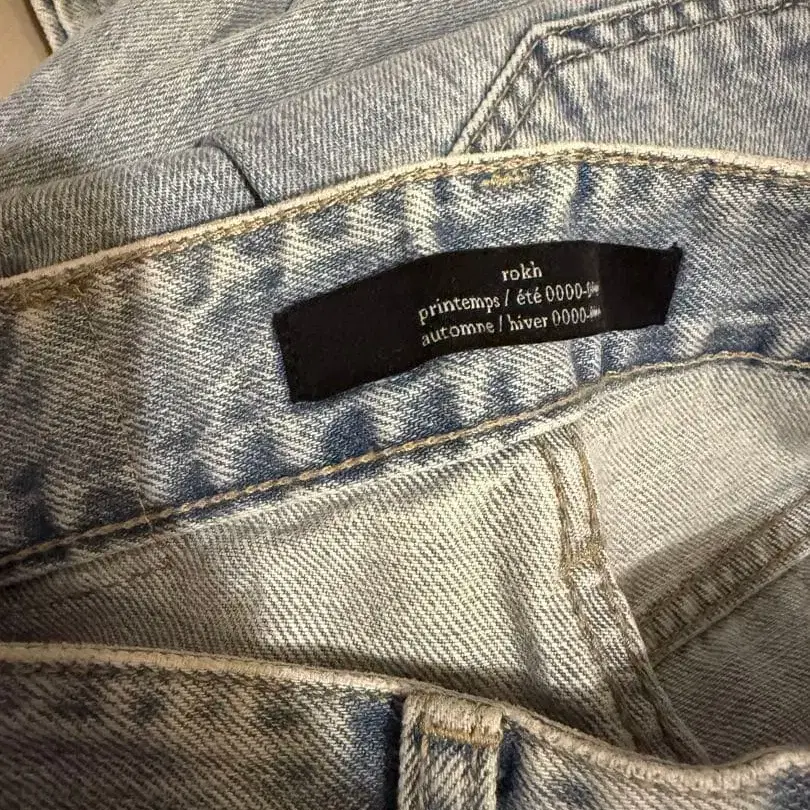 rokh
printemps / été 0000-
automne / hiver 0000-